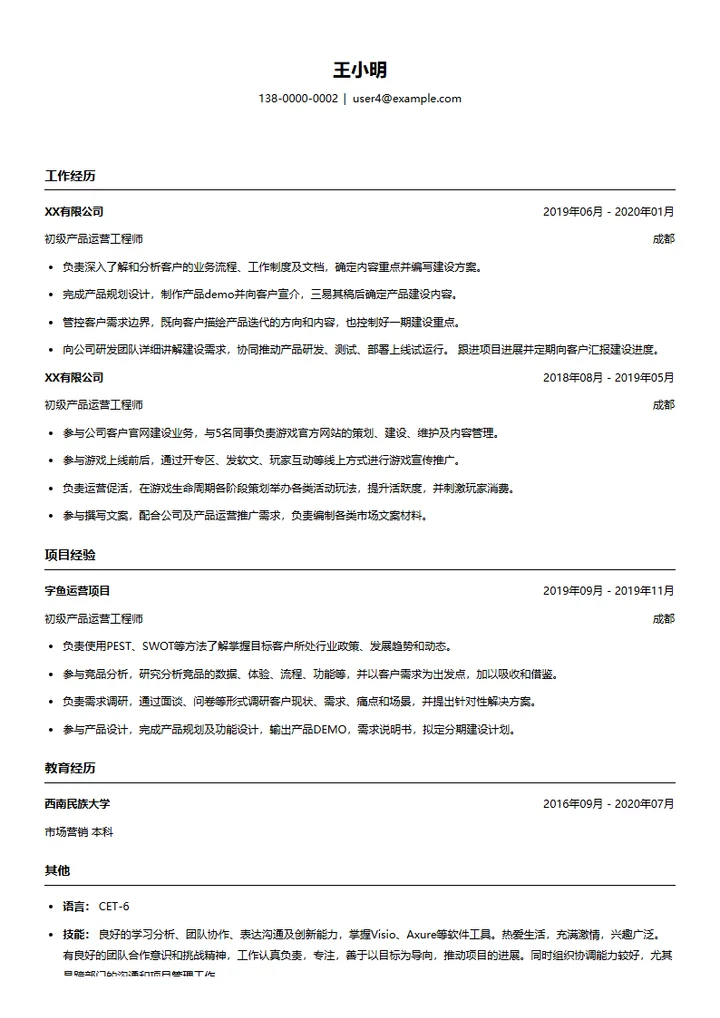 王小明
138-0000-0002 | user4@example.com
工作经历
XX有限公司 2019年06月 - 2020年01月
初级产品运营工程师 成都
• 负责深入了解和分析客户的业务流程、工作制度及文档，确定内容重点并编写建设方案。
• 完成产品规划设计，制作产品demo并向客户宣介，三易其稿后确定产品建设内容。
• 管控客户需求边界，既向客户描绘产品迭代的方向和内容，也控制好一期建设重点。
• 向公司研发团队详细讲解建设需求，协同推动产品研发、测试、部署上线试运行。 跟进项目进展并定期向客户汇报建设进度。
XX有限公司 2018年08月 - 2019年05月
初级产品运营工程师 成都
• 参与公司客户官网建设业务，与5名同事负责游戏官方网站的策划、建设、维护及内容管理。
• 参与游戏上线前后，通过开专区、发软文、玩家互动等线上方式进行游戏宣传推广。
• 负责运营促活，在游戏生命周期各阶段策划举办各类活动玩法，提升活跃度，并刺激玩家消费。
• 参与撰写文案，配合公司及产品运营推广需求，负责编制各类市场文案材料。
项目经验
字鱼运营项目 2019年09月 - 2019年11月
初级产品运营工程师 成都
• 负责使用PEST、SWOT等方法了解掌握目标客户所处行业政策、发展趋势和动态。
• 参与竞品分析，研究分析竞品的数据、体验、流程、功能等，并以客户需求为出发点，加以吸收和借鉴。
• 负责需求调研，通过面谈、问卷等形式调研客户现状、需求、痛点和场景，并提出针对性解决方案。
• 参与产品设计，完成产品规划及功能设计，输出产品DEMO，需求说明书，拟定分期建设计划。
教育经历
西南民族大学 2016年09月 - 2020年07月
市场营销 本科
其他
• 语言： CET-6
• 技能： 良好的学习分析、团队协作、表达沟通及创新能力，掌握Visio、Axure等软件工具。热爱生活，充满激情，兴趣广泛。
有良好的团队合作意识和挑战精神，工作认真负责，专注，善于以目标为导向，推动项目的进展。同时组织协调能力较好，尤其
是跨部门的沟通和项目管理工作